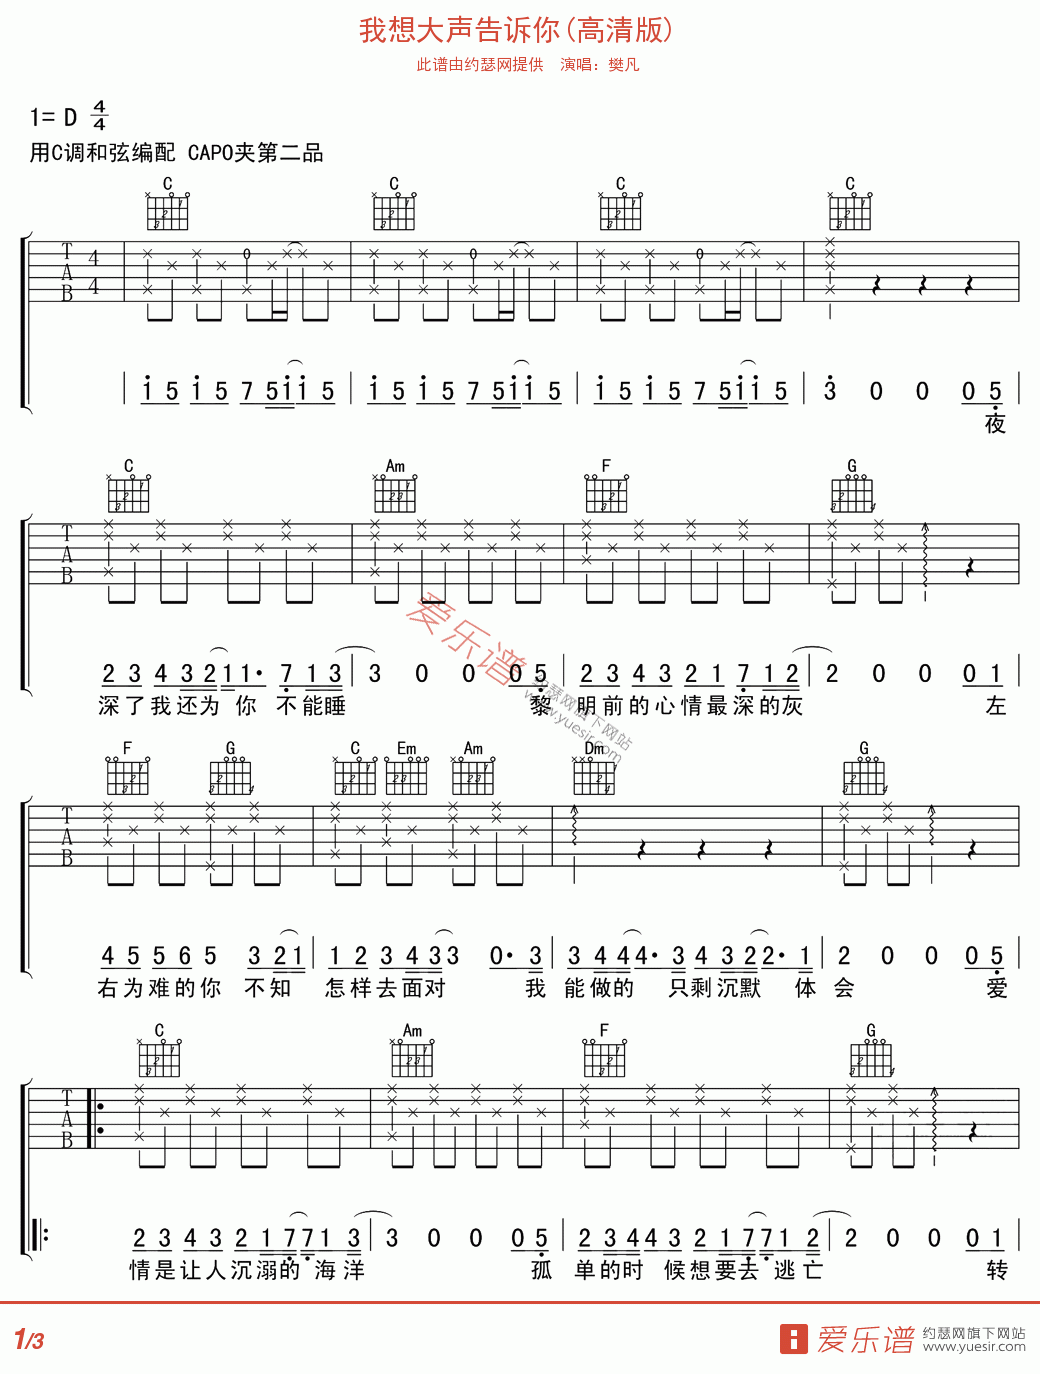 我想大声告诉你(高清版)
此谱由约瑟网提供 演唱：樊凡
1= D 4/4
用C调和弦编配 CAPO夹第二品
C C C C
T A B 4 4
i 5 i 5 7 5 i i 5 | i 5 i 5 7 5 i i 5 | i 5 i 5 7 5 i i 5 | 3 0 0 0 5
夜
C Am F G
T A B
2 3 4 3 2 1 1· 7 1 3 | 3 0 0 0 5 | 2 3 4 3 2 1 7 1 2 | 2 0 0 0 1
深了我还为 你 不能睡 黎 明前的心情最深的灰 左
爱乐谱
约瑟网旗下网站
www.yuesir.com
F G C Em Am Dm G
T A B
4 5 5 6 5 3 2 1 | 1 2 3 4 3 3 0· 3 | 3 4 4 4· 3 4 3 2 2· 1 | 2 0 0 0 5
右为难的你 不知 怎样去面对 我 能做的 只剩沉默 体 会 爱
C Am F G
T A B
2 3 4 3 2 1 7 7 1 3 | 3 0 0 0 5 | 2 3 4 3 4 3 2 1 7 7 1 2 | 2 0 0 0 1
情是让人沉溺的 海洋 孤 单的时 候想要去 逃亡 转
1/3
爱乐谱
约瑟网旗下网站
www.yuesir.com